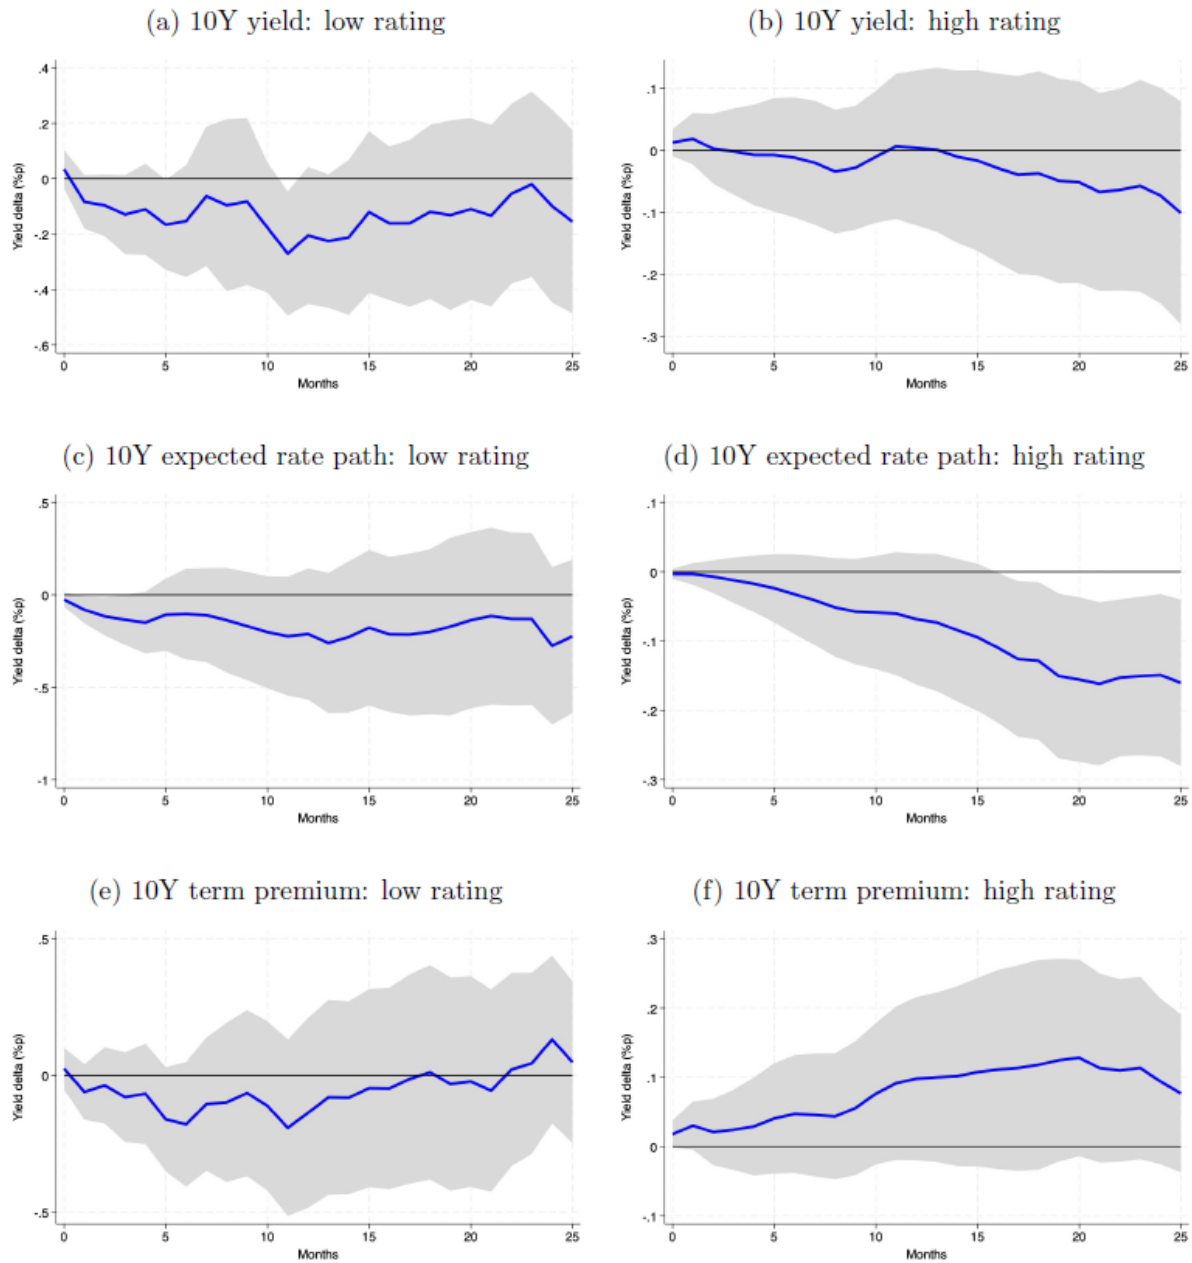 (a) 10Y yield: low rating
(b) 10Y yield: high rating
.4
.2
0
-.2
-.4
-.6
Yield delta (%p)
0 5 10 15 20 25
Months
.1
0
-.1
-.2
-.3
Yield delta (%p)
0 5 10 15 20 25
Months
(c) 10Y expected rate path: low rating
(d) 10Y expected rate path: high rating
.5
0
-.5
-1
Yield delta (%p)
0 5 10 15 20 25
Months
.1
0
-.1
-.2
-.3
Yield delta (%p)
0 5 10 15 20 25
Months
(e) 10Y term premium: low rating
(f) 10Y term premium: high rating
.5
0
-.5
Yield delta (%p)
0 5 10 15 20 25
Months
.3
.2
.1
0
-.1
Yield delta (%p)
0 5 10 15 20 25
Months